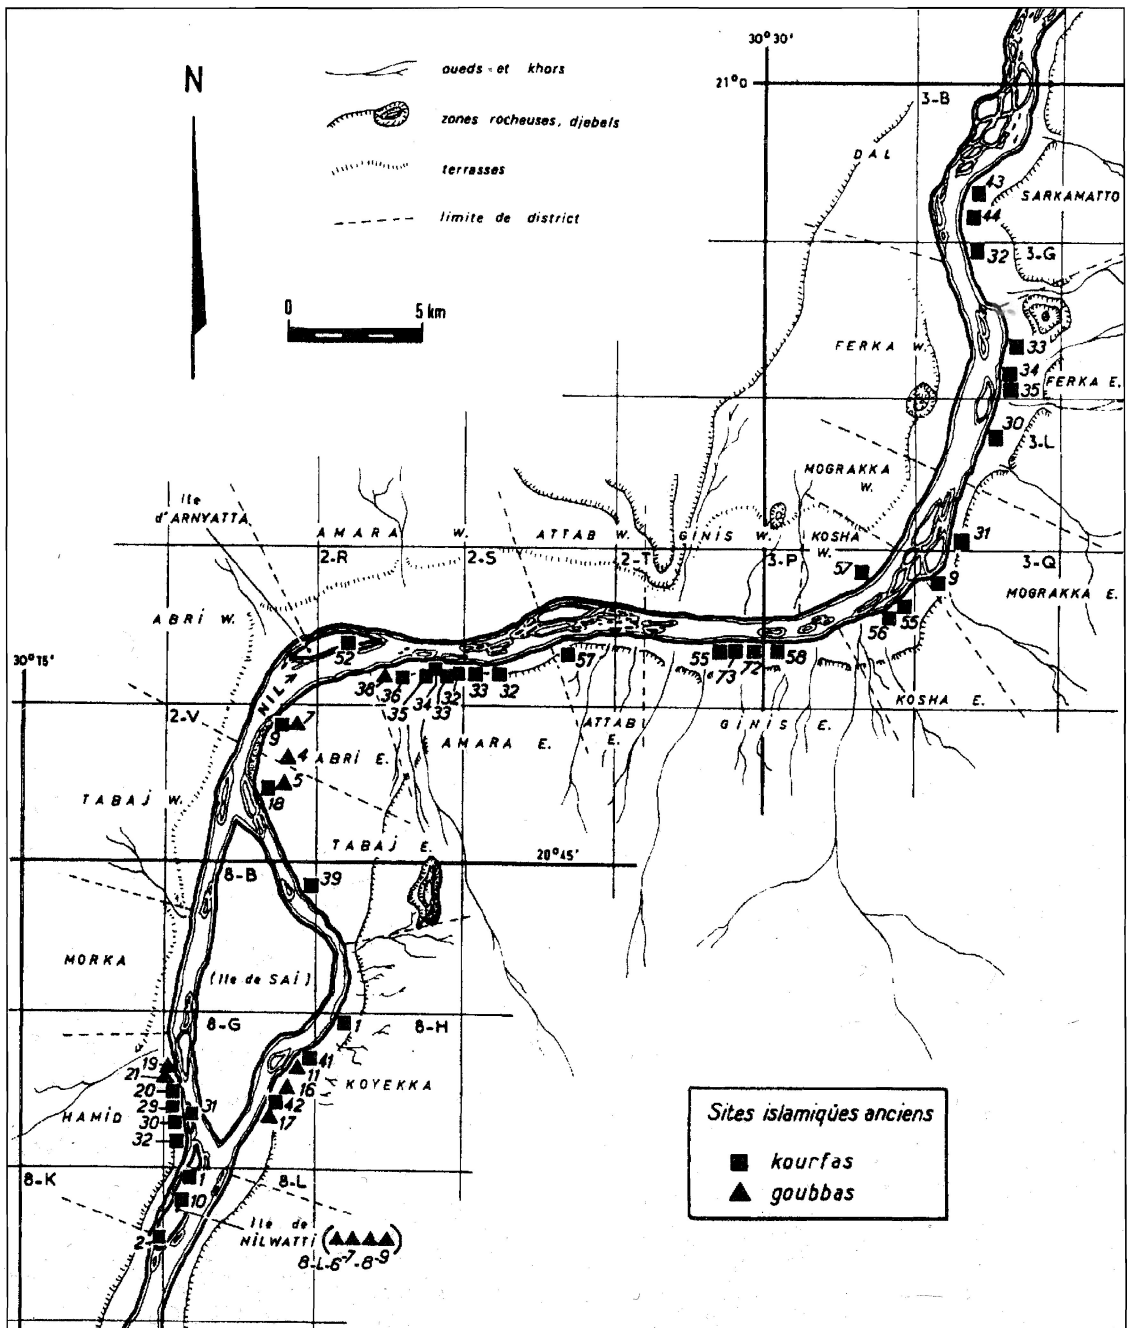 N
oueds et khors
zones rocheuses, djebels
terrasses
limite de district
0 5 km
30° 30'
21° 0
3-B
DAL
43
SARKAMATTO
44
32
3-G
FERKA W.
33
34
35
FERKA E.
30
3-L
MOGRAKKA
W.
Ile
d'ARNYATTA
AMARA W.
ATTAB W.
GINIS W.
KOSHA
W.
2-R
2-S
2-T
3-P
31
3-Q
57
9
MOGRAKKA E.
55
56
ABRI W.
52
57
55
73
72
58
30° 15'
38
36
35
34
33
32
33
32
KOSHA E.
NIL
2-V
9
7
ATTAB
E.
GINIS E.
AMARA E.
4
ABRI E.
5
18
TABAJ W.
TABAJ E.
20° 45'
8-B
39
MORKA
(Ile de SAÏ)
8-G
1
8-H
19
21
20
29
30
32
31
HAMID
41
11
16
42
17
KOYEKKA
8-K
1
8-L
10
2
Ile de
NILWATTI
( )
8-L-6-7-8-9
Sites islamiqùes anciens
kourfas
goubbas